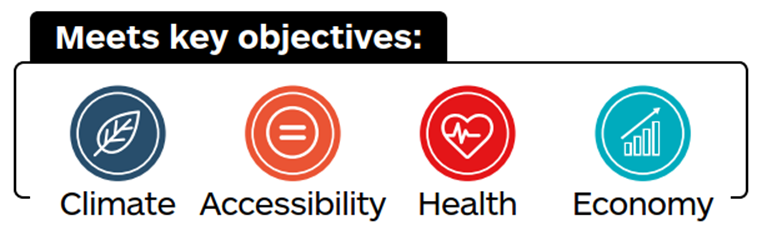 Meets key objectives:
Climate Accessibility Health Economy